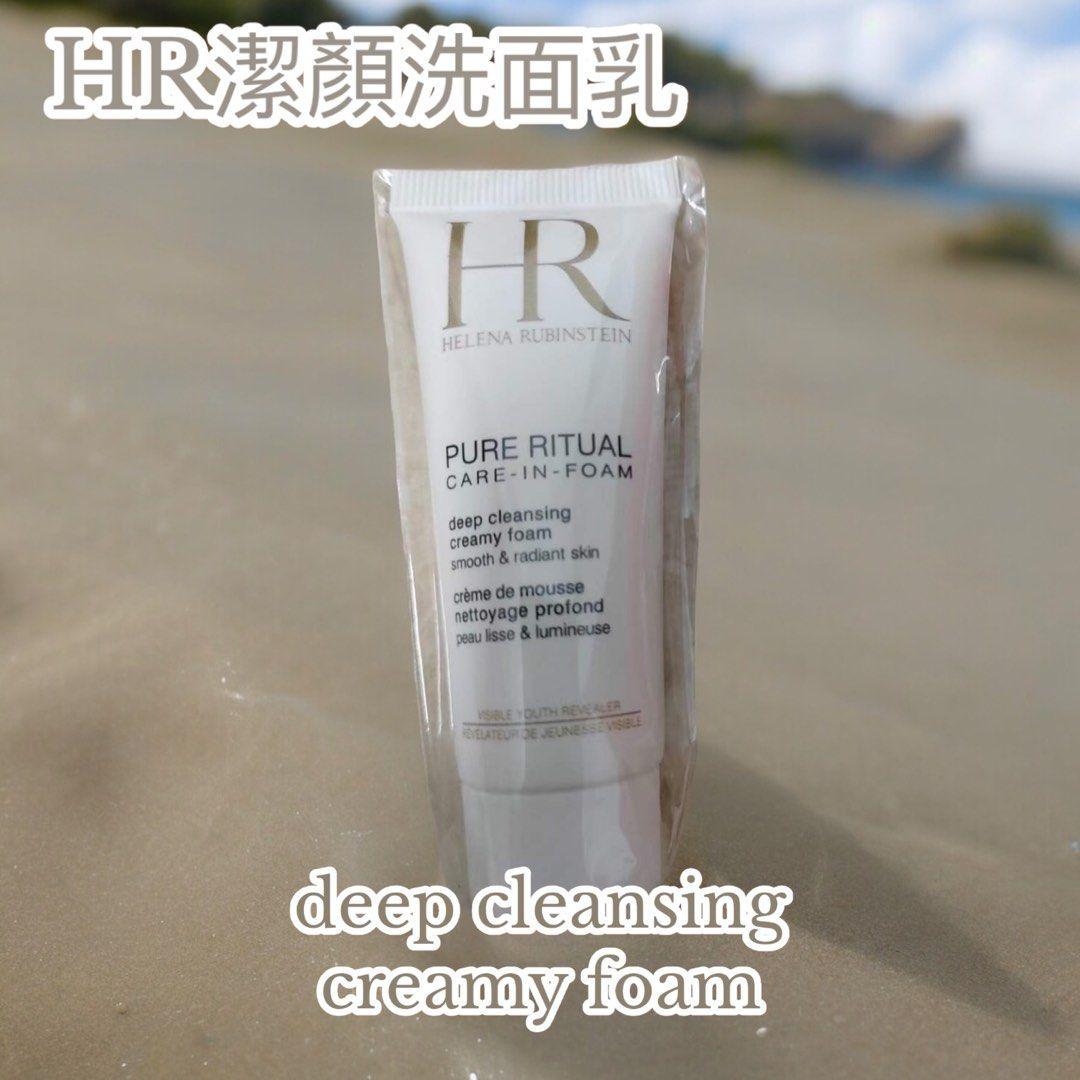 HR潔顏洗面乳
HR
HELENA RUBINSTEIN
PURE RITUAL
CARE-IN-FOAM
deep cleansing
creamy foam
smooth & radiant skin
crème de mousse
nettoyage profond
peau lisse & lumineuse
VISIBLE YOUTH REVEALER
RÉVÉLATEUR DE JEUNESSE VISIBLE
deep cleansing
creamy foam